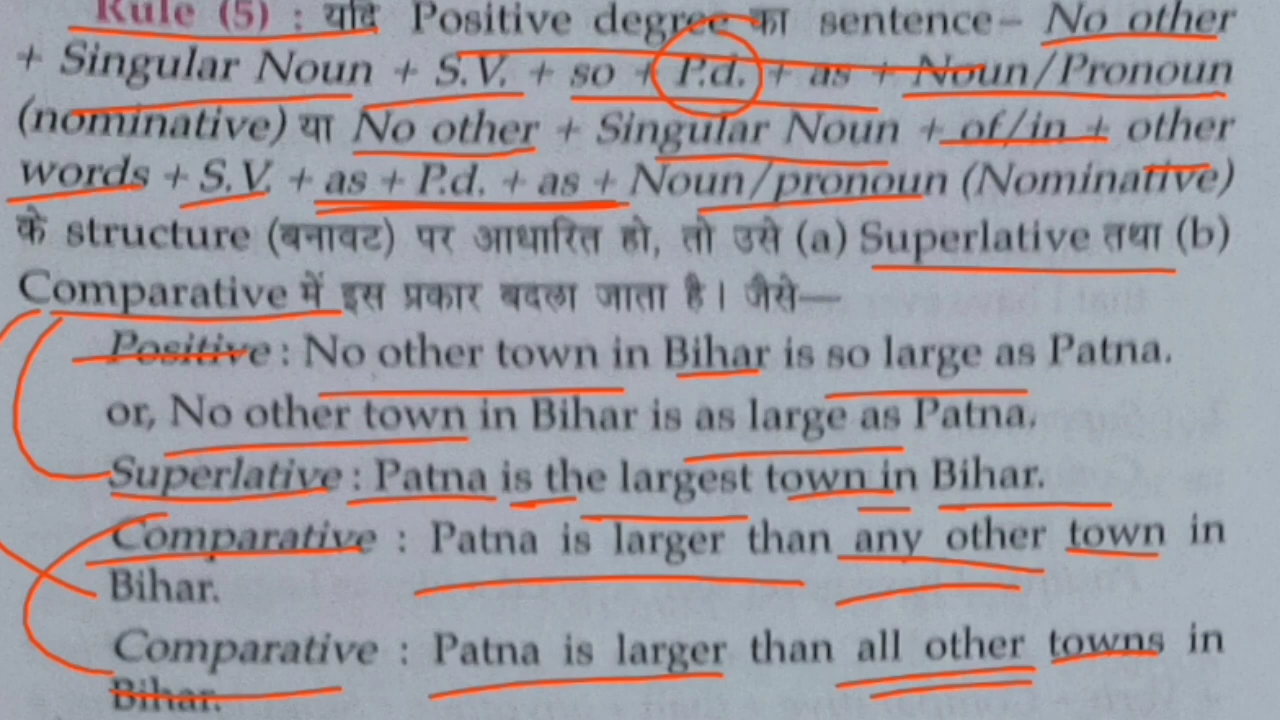 Rule (5) : यदि Positive degree का sentence– No other
+ Singular Noun + S.V. + so + P.d. + as + Noun/Pronoun
(nominative) या No other + Singular Noun + of/in + other
words + S.V. + as + P.d. + as + Noun/pronoun (Nominative)
के structure (बनावट) पर आधारित हो, तो उसे (a) Superlative तथा (b)
Comparative में इस प्रकार बदला जाता है। जैसे—
Positive : No other town in Bihar is so large as Patna.
or, No other town in Bihar is as large as Patna.
Superlative : Patna is the largest town in Bihar.
Comparative : Patna is larger than any other town in
Bihar.
Comparative : Patna is larger than all other towns in
Bihar.